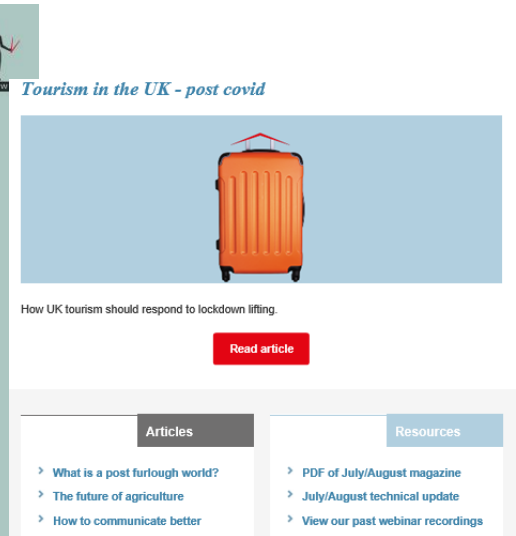 Tourism in the UK - post covid
How UK tourism should respond to lockdown lifting.
Read article
Articles
What is a post furlough world?
The future of agriculture
How to communicate better
Resources
PDF of July/August magazine
July/August technical update
View our past webinar recordings